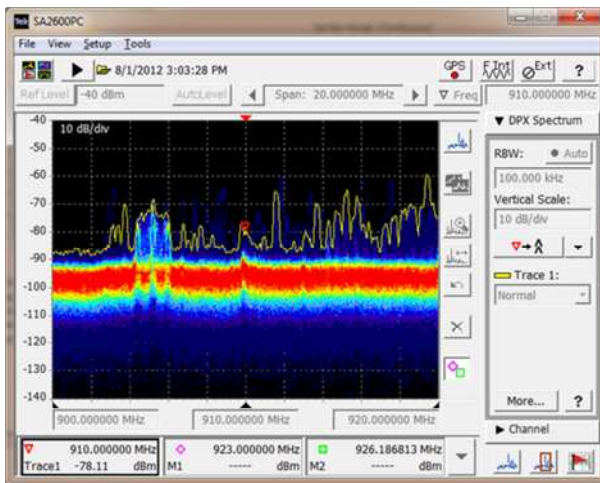 Tek SA2600PC
File View Setup Tools
8/1/2012 3:03:28 PM
GPS F Int Ext ?
Ref Level -40 dBm AutoLevel Span: 20.000000 MHz Freq 910.000000 MHz
10 dB/div
-40
-50
-60
-70
-80
-90
-100
-110
-120
-130
-140
900.000000 MHz 910.000000 MHz 920.000000 MHz
DPX Spectrum
RBW: Auto
100.000 kHz
Vertical Scale:
10 dB/div
Trace 1:
Normal
More... ?
Channel
910.000000 MHz
Trace1 -78.11 dBm
923.000000 MHz
M1 ----- dBm
926.186813 MHz
M2 ----- dBm